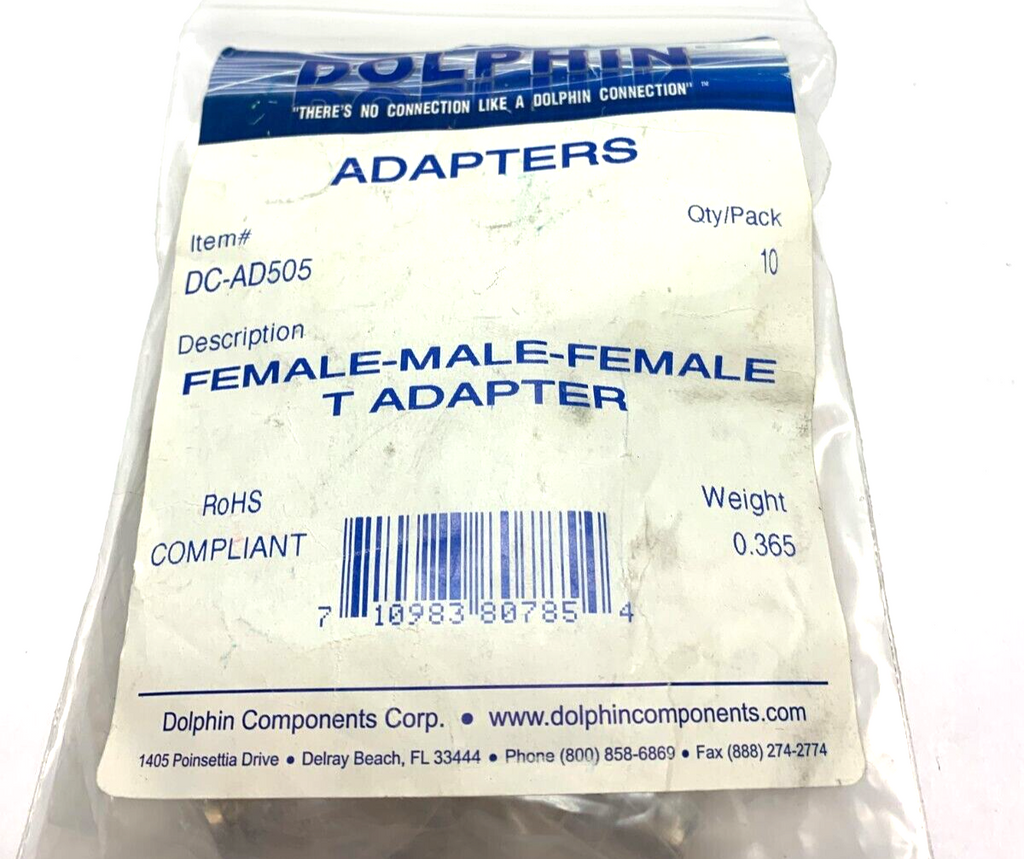 DOLPHIN
"THERE'S NO CONNECTION LIKE A DOLPHIN CONNECTION" ™
ADAPTERS
Item#
Qty/Pack
DC-AD505
10
Description
FEMALE-MALE-FEMALE
T ADAPTER
RoHS
COMPLIANT
Weight
0.365
7 10983 80785 4
Dolphin Components Corp. • www.dolphincomponents.com
1405 Poinsettia Drive • Delray Beach, FL 33444 • Phone (800) 858-6869 • Fax (888) 274-2774